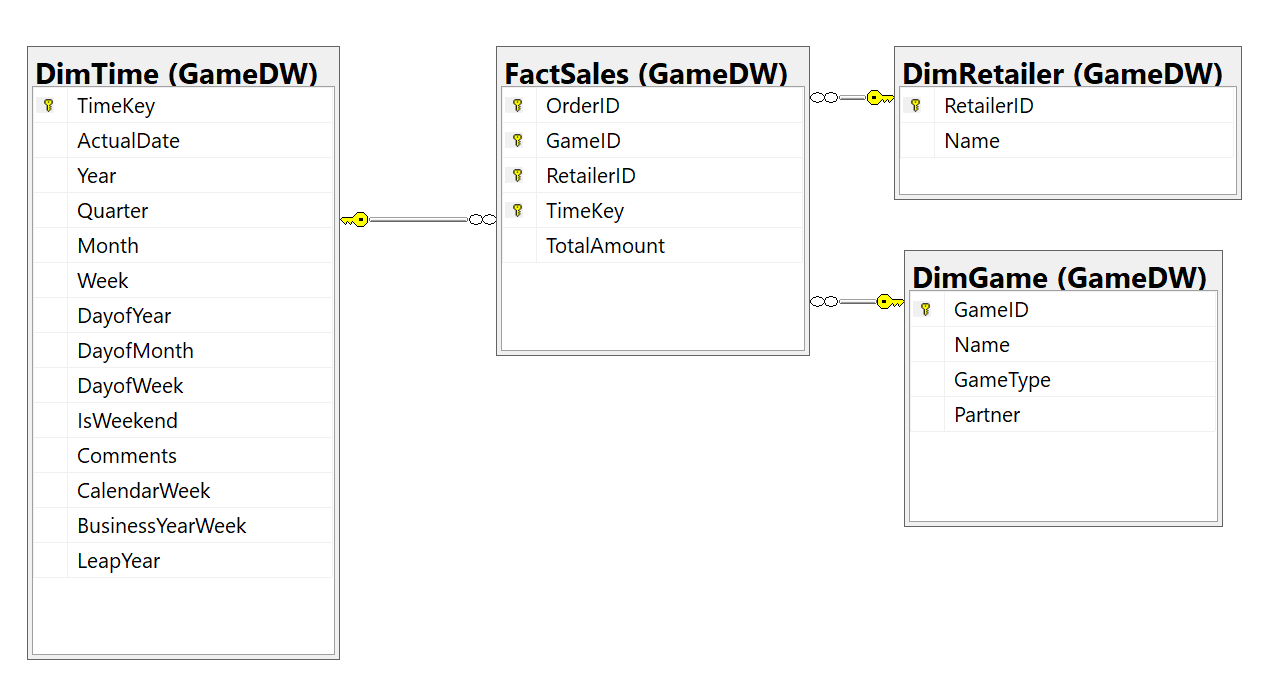 DimTime (GameDW)
TimeKey
ActualDate
Year
Quarter
Month
Week
DayofYear
DayofMonth
DayofWeek
IsWeekend
Comments
CalendarWeek
BusinessYearWeek
LeapYear
FactSales (GameDW)
OrderID
GameID
RetailerID
TimeKey
TotalAmount
DimRetailer (GameDW)
RetailerID
Name
DimGame (GameDW)
GameID
Name
GameType
Partner